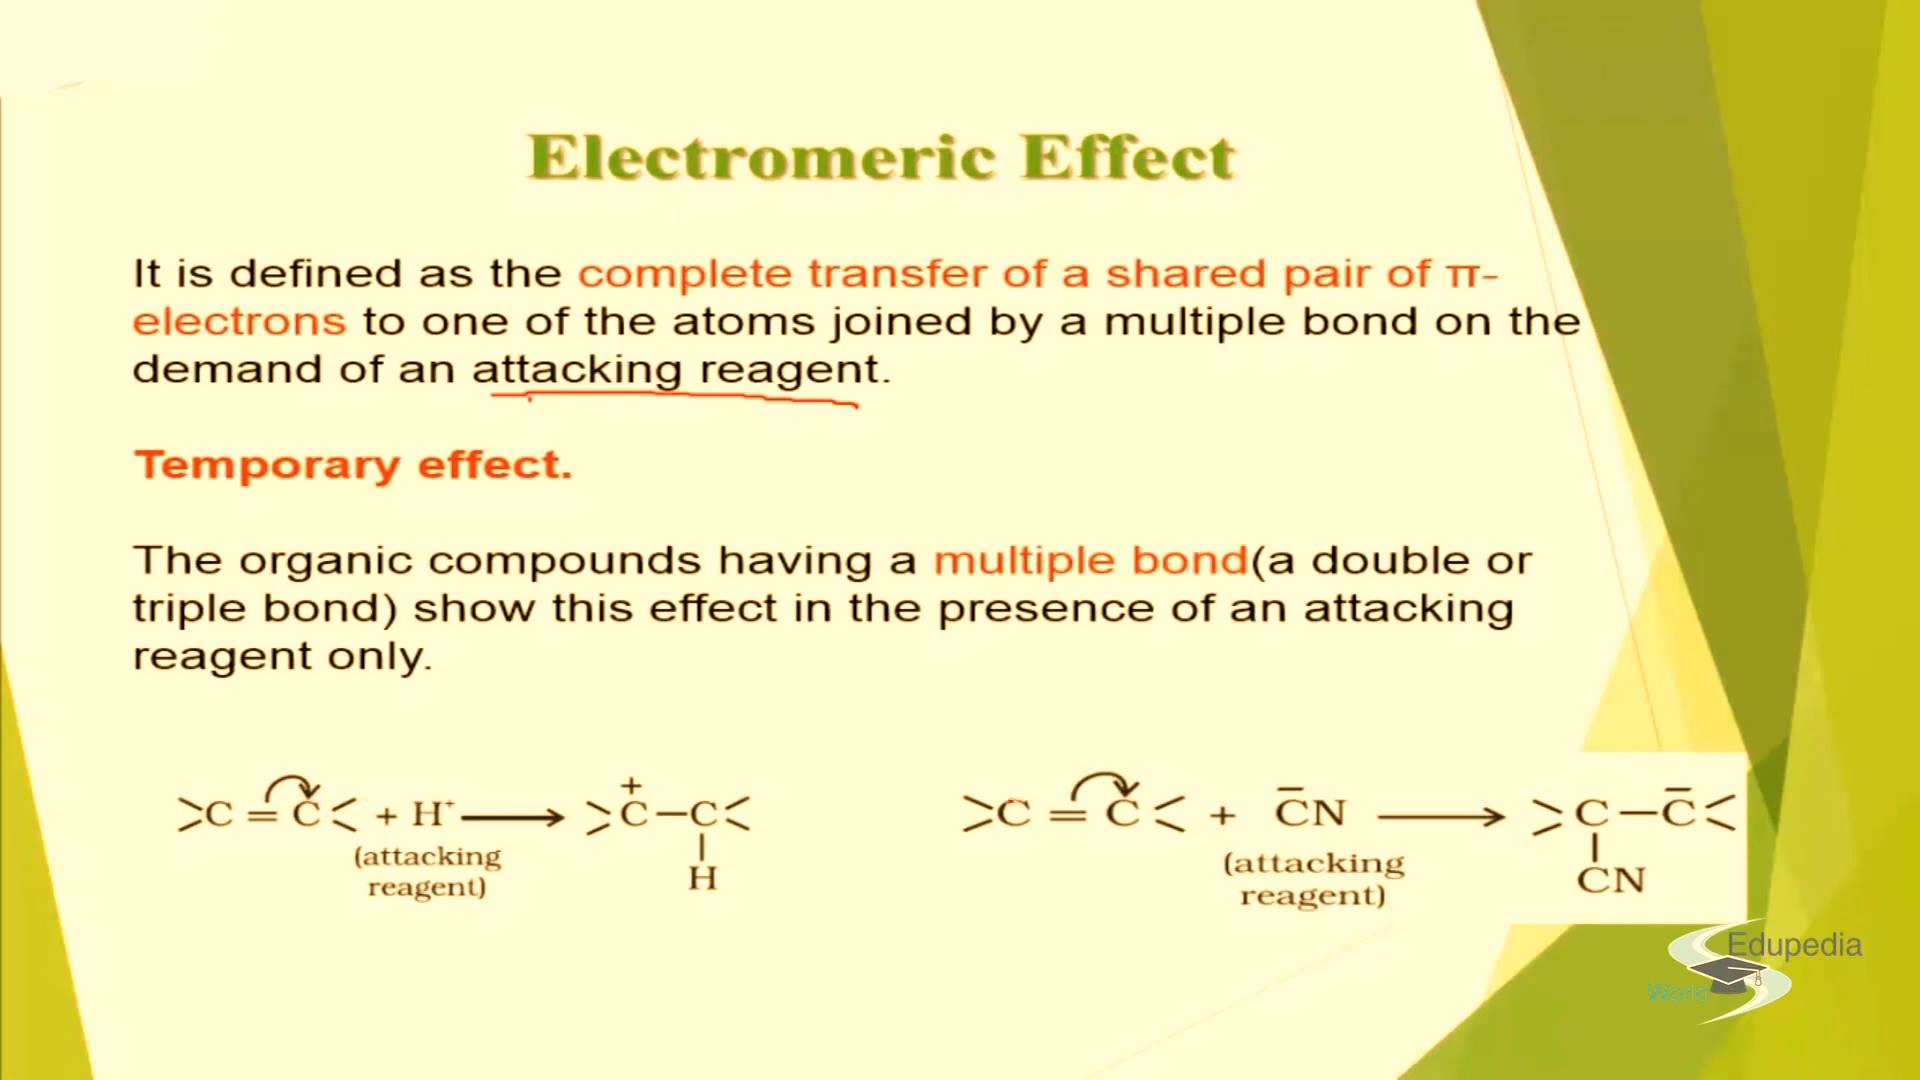 Electromeric Effect
It is defined as the complete transfer of a shared pair of π-
electrons to one of the atoms joined by a multiple bond on the
demand of an attacking reagent.
Temporary effect.
The organic compounds having a multiple bond(a double or
triple bond) show this effect in the presence of an attacking
reagent only.
>C = C< + H⁺ ⟶ >C⁺—C<
(attacking
reagent)
H
>C = C< + C̄N ⟶ >C—C̄<
(attacking
reagent)
CN
Edupedia
World